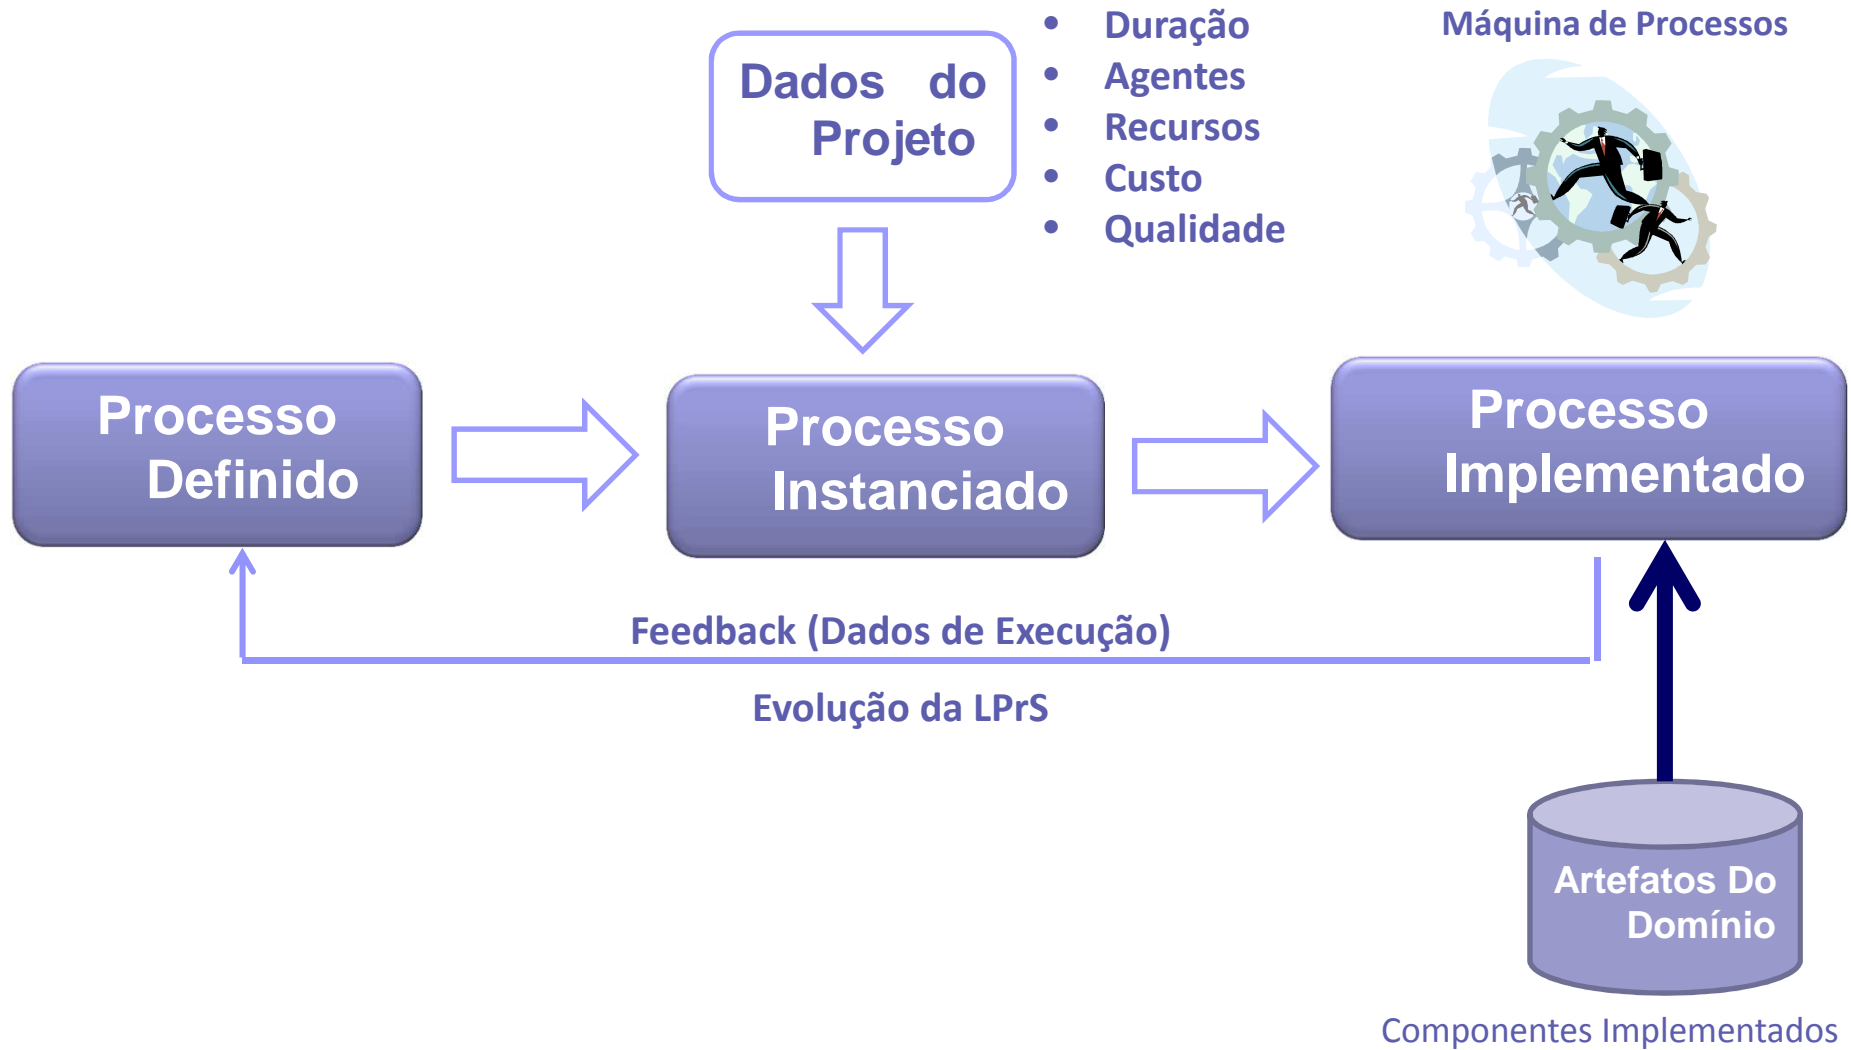 Dados do
Projeto
• Duração
• Agentes
• Recursos
• Custo
• Qualidade
Máquina de Processos
Processo
Definido
Processo
Instanciado
Processo
Implementado
Feedback (Dados de Execução)
Evolução da LPrS
Artefatos Do
Domínio
Componentes Implementados